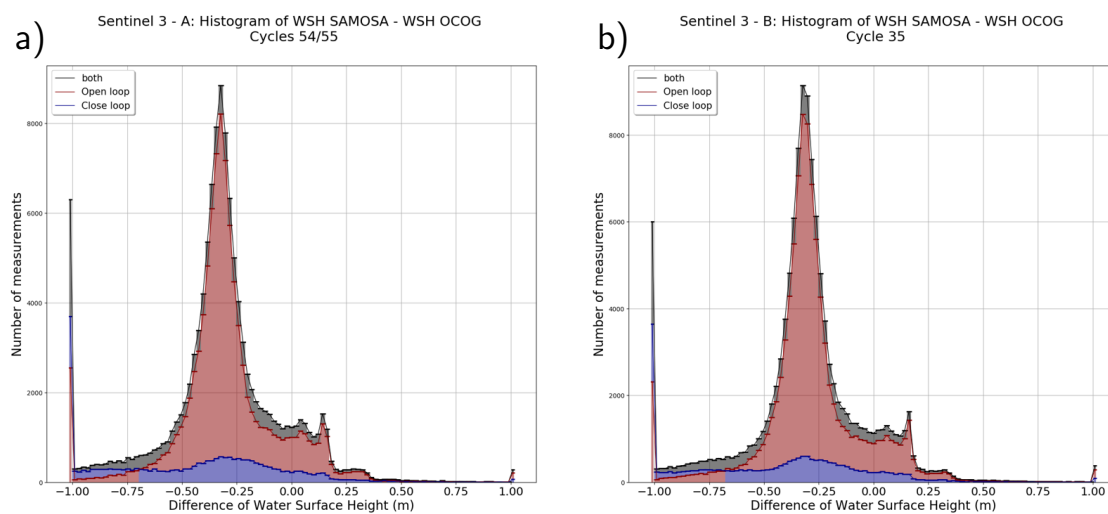 a)
Sentinel 3 - A: Histogram of WSH SAMOSA - WSH OCOG
Cycles 54/55
both
Open loop
Close loop
Number of measurements
8000
6000
4000
2000
0
−1.00 −0.75 −0.50 −0.25 0.00 0.25 0.50 0.75 1.00
Difference of Water Surface Height (m)
b)
Sentinel 3 - B: Histogram of WSH SAMOSA - WSH OCOG
Cycle 35
both
Open loop
Close loop
Number of measurements
8000
6000
4000
2000
0
−1.00 −0.75 −0.50 −0.25 0.00 0.25 0.50 0.75 1.00
Difference of Water Surface Height (m)